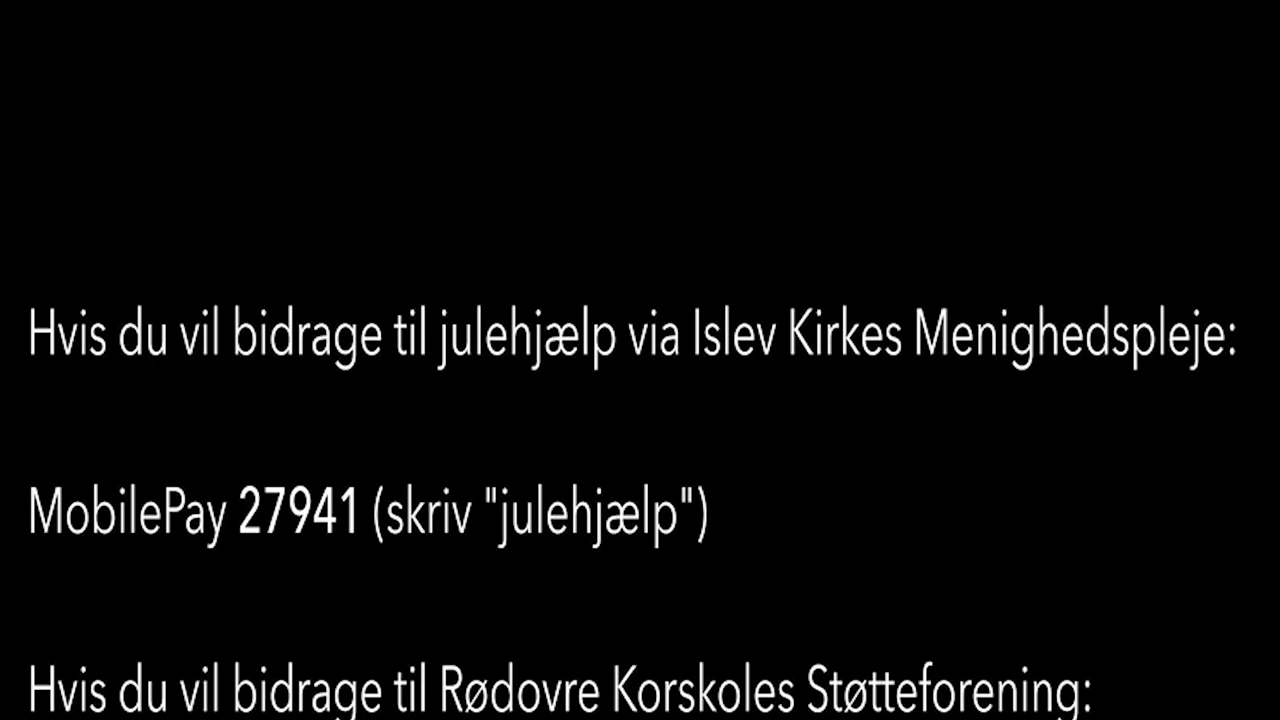 Hvis du vil bidrage til julehjælp via Islev Kirkes Menighedspleje:
MobilePay 27941 (skriv "julehjælp")
Hvis du vil bidrage til Rødovre Korskoles Støtteforening: